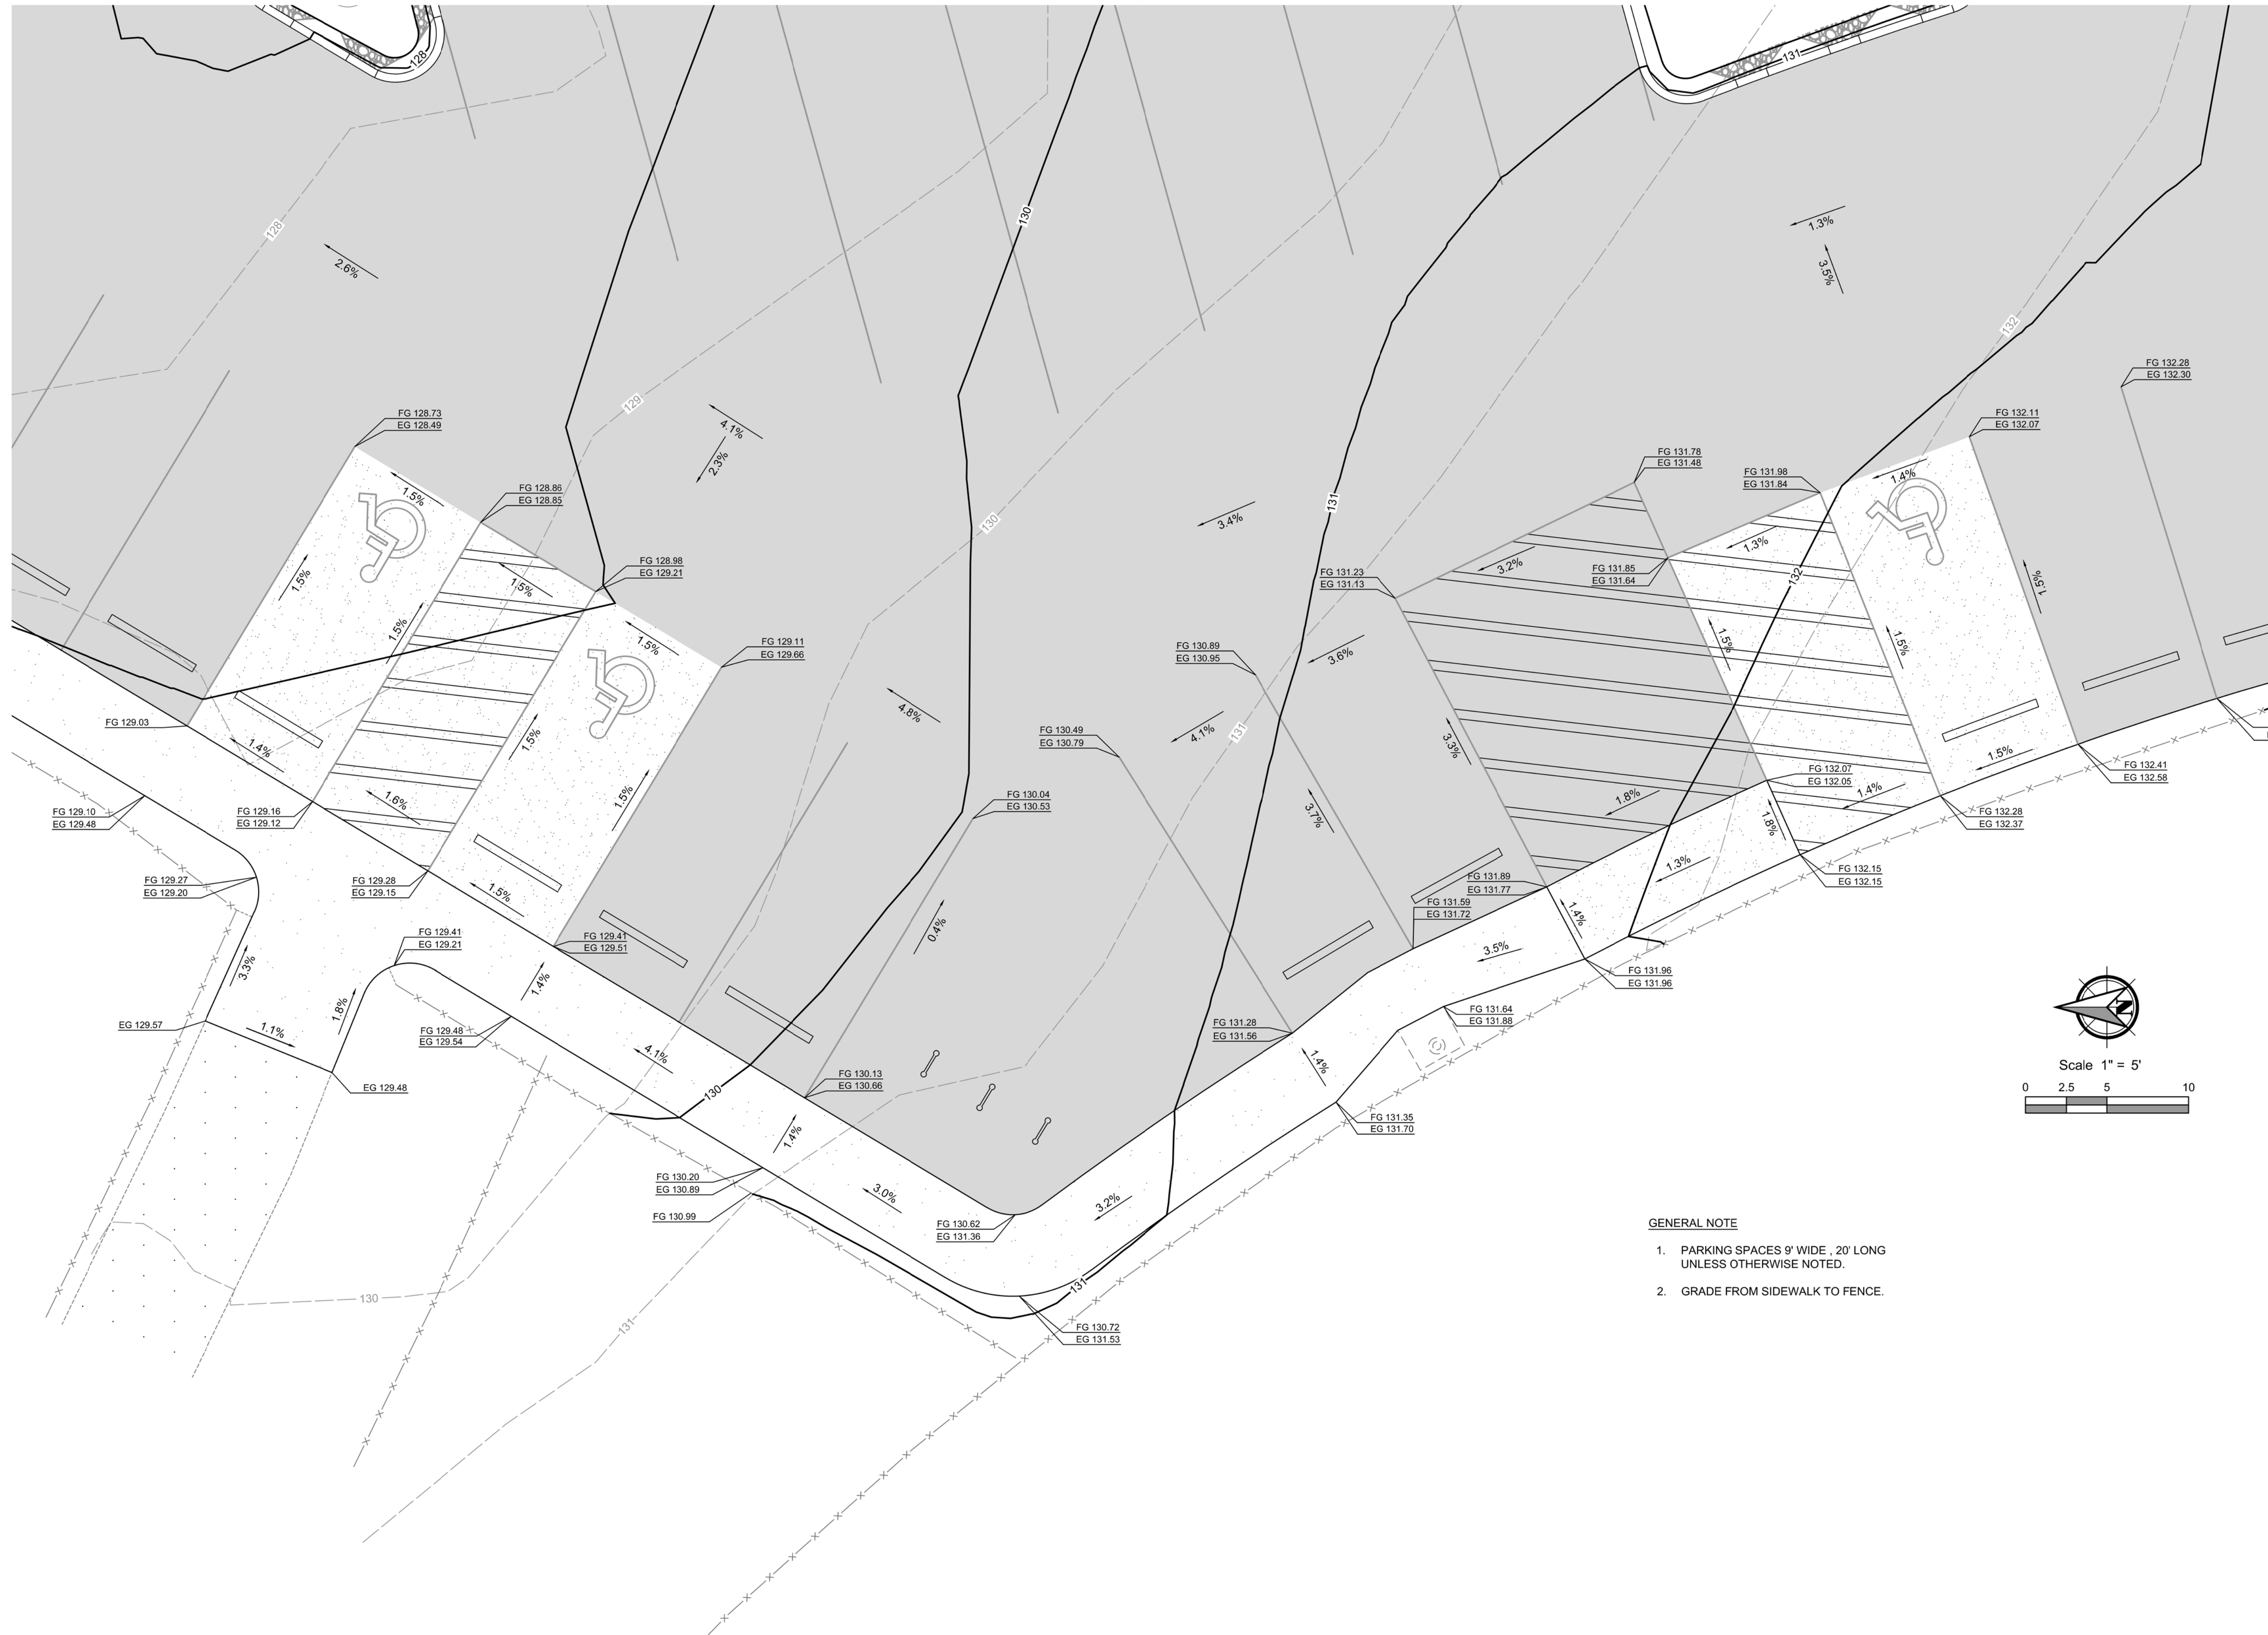 128
131
130
1.3%
3.5%
128
2.6%
132
FG 132.28
EG 132.30
129
4.1%
2.3%
FG 128.73
EG 128.49
FG 132.11
EG 132.07
FG 131.78
EG 131.48
FG 131.98
EG 131.84
1.4%
FG 128.86
EG 128.85
1.5%
131
130
3.4%
1.3%
FG 128.98
EG 129.21
3.2%
FG 131.85
EG 131.64
FG 131.23
EG 131.13
132
1.5%
1.5%
1.5%
1.5%
FG 129.11
EG 129.66
1.5%
1.5%
1.5%
FG 130.89
EG 130.95
3.6%
4.8%
FG 129.03
1.4%
1.5%
FG 130.49
EG 130.79
4.1%
131
3.3%
1.5%
FG 132.41
EG 132.58
FG 132.07
EG 132.05
1.4%
1.8%
FG 129.10
EG 129.48
FG 129.16
EG 129.12
1.6%
1.5%
FG 130.04
EG 130.53
3.7%
1.8%
FG 132.28
EG 132.37
1.3%
FG 132.15
EG 132.15
FG 129.27
EG 129.20
FG 129.28
EG 129.15
1.5%
FG 131.89
EG 131.77
FG 131.59
EG 131.72
1.4%
FG 129.41
EG 129.21
FG 129.41
EG 129.51
0.4%
3.5%
3.3%
1.4%
FG 131.96
EG 131.96
N
1.8%
EG 129.57
1.1%
FG 129.48
EG 129.54
FG 131.64
EG 131.88
FG 131.28
EG 131.56
4.1%
1.4%
Scale 1" = 5'
0 2.5 5 10
EG 129.48
FG 130.13
EG 130.66
130
FG 131.35
EG 131.70
1.4%
FG 130.20
EG 130.89
3.0%
3.2%
FG 130.99
FG 130.62
EG 131.36
GENERAL NOTE
1. PARKING SPACES 9' WIDE , 20' LONG
UNLESS OTHERWISE NOTED.
2. GRADE FROM SIDEWALK TO FENCE.
131
130
131
FG 130.72
EG 131.53